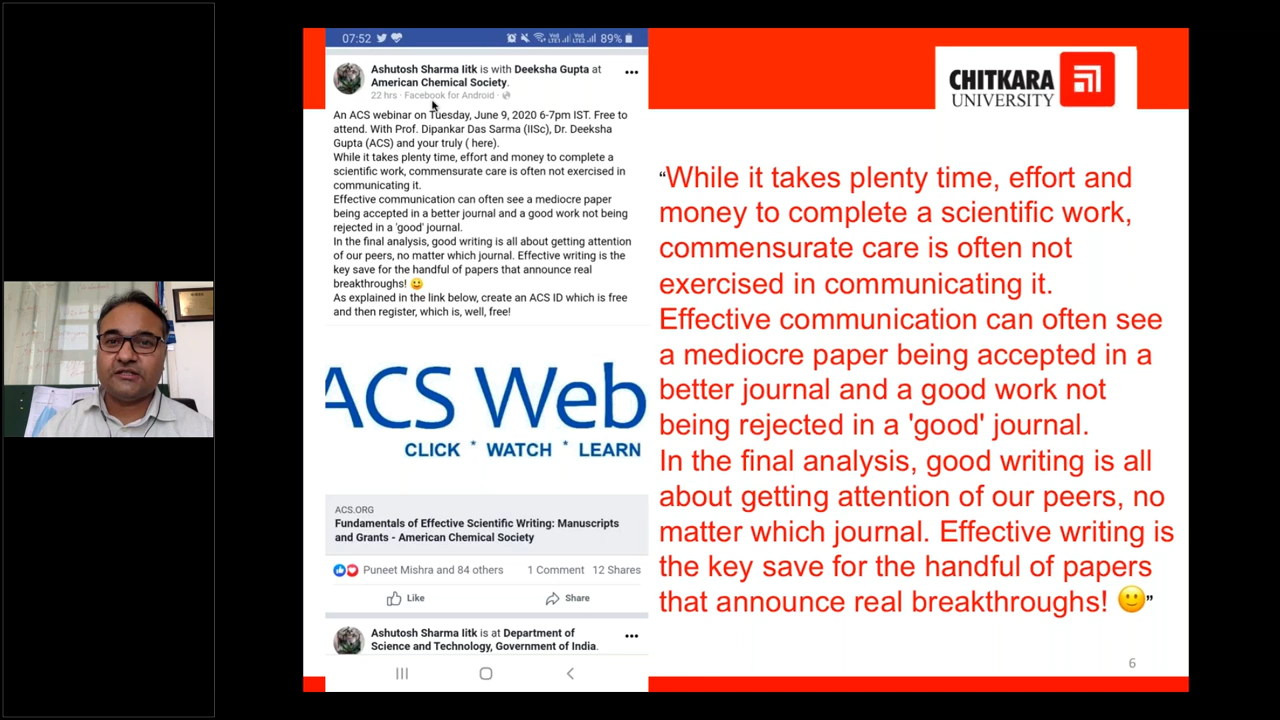 07:52
89%
Ashutosh Sharma Iitk is with Deeksha Gupta at
American Chemical Society.
22 hrs · Facebook for Android ·
An ACS webinar on Tuesday, June 9, 2020 6-7pm IST. Free to
attend. With Prof. Dipankar Das Sarma (IISc), Dr. Deeksha
Gupta (ACS) and your truly ( here).
While it takes plenty time, effort and money to complete a
scientific work, commensurate care is often not exercised in
communicating it.
Effective communication can often see a mediocre paper
being accepted in a better journal and a good work not being
rejected in a 'good' journal.
In the final analysis, good writing is all about getting attention
of our peers, no matter which journal. Effective writing is the
key save for the handful of papers that announce real
breakthroughs! 😀
As explained in the link below, create an ACS ID which is free
and then register, which is, well, free!
ACS Web
CLICK * WATCH * LEARN
ACS.ORG
Fundamentals of Effective Scientific Writing: Manuscripts
and Grants - American Chemical Society
Puneet Mishra and 84 others 1 Comment 12 Shares
Like Share
Ashutosh Sharma Iitk is at Department of
Science and Technology, Government of India.
CHITKARA
UNIVERSITY
“While it takes plenty time, effort and
money to complete a scientific work,
commensurate care is often not
exercised in communicating it.
Effective communication can often see
a mediocre paper being accepted in a
better journal and a good work not
being rejected in a 'good' journal.
In the final analysis, good writing is all
about getting attention of our peers, no
matter which journal. Effective writing is
the key save for the handful of papers
that announce real breakthroughs! 🙂”
6